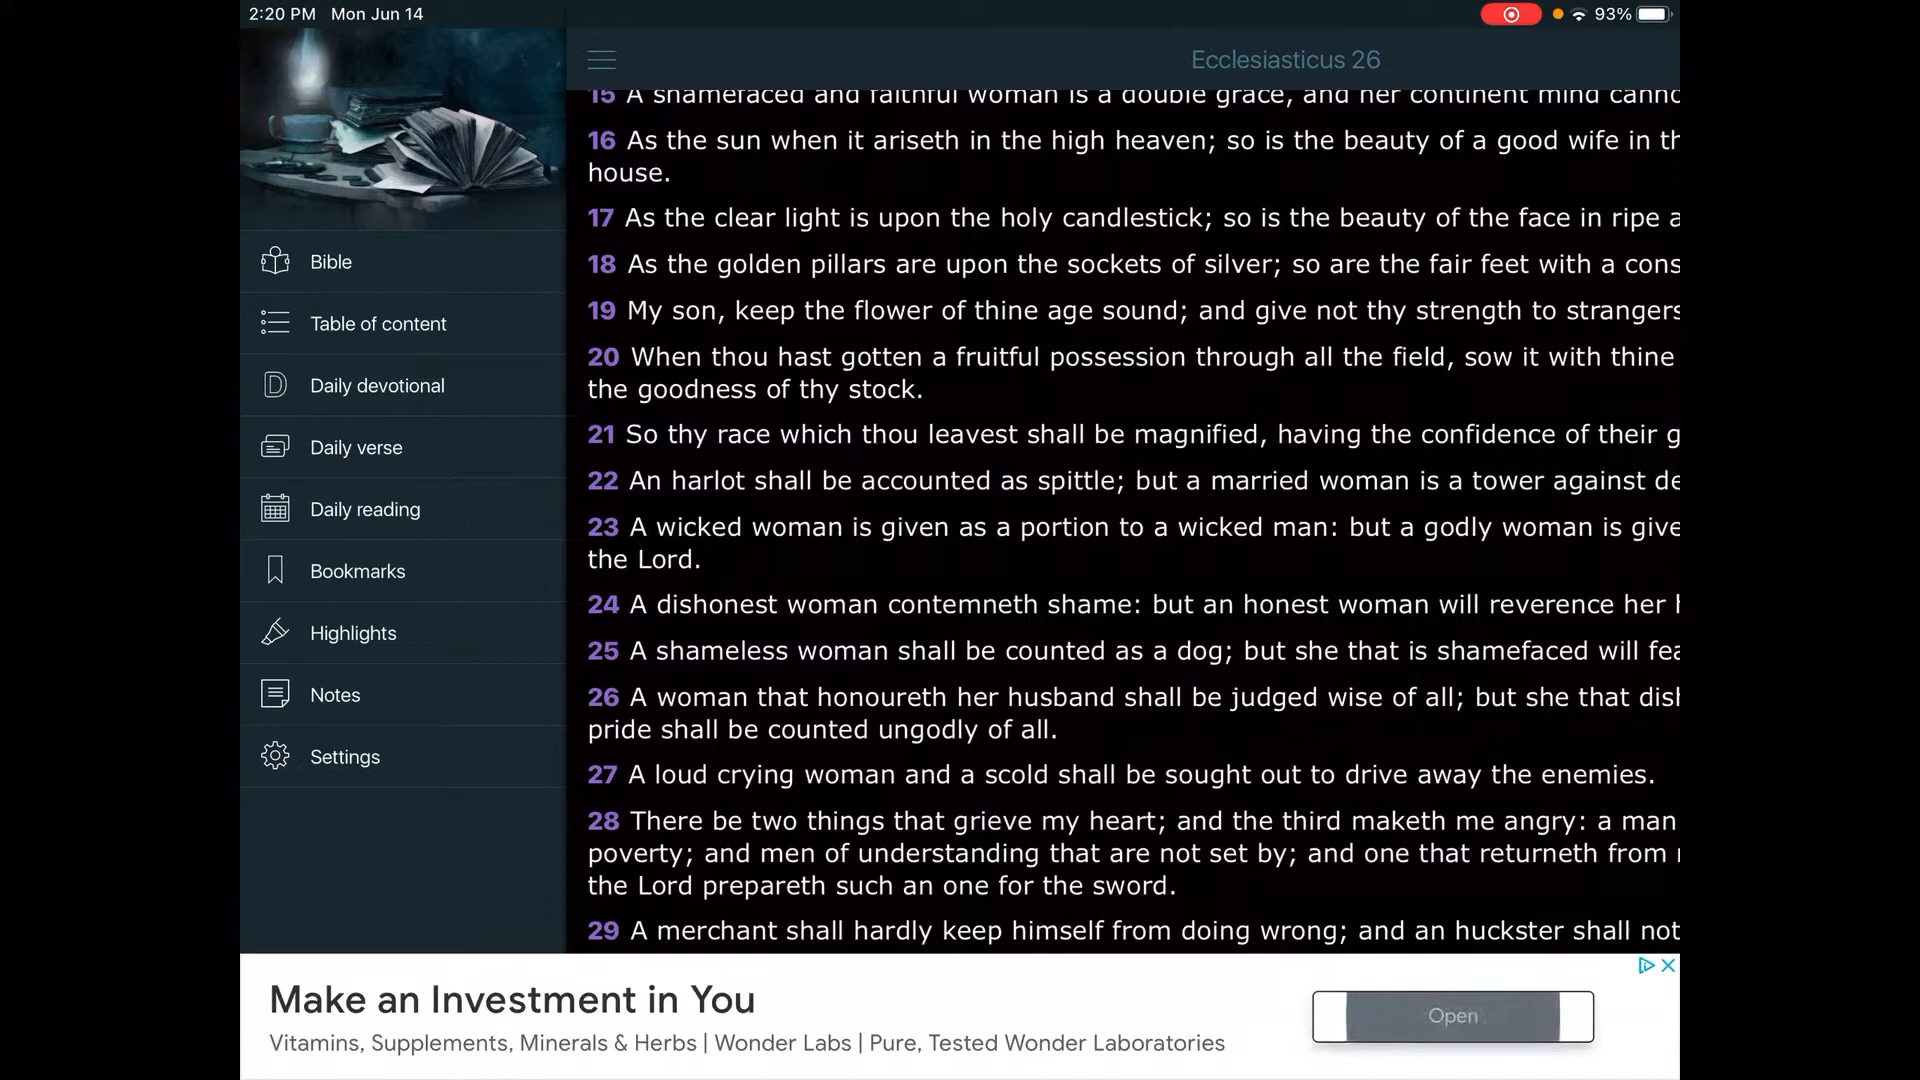 2:20 PM Mon Jun 14
93%
Ecclesiasticus 26
Bible
Table of content
Daily devotional
Daily verse
Daily reading
Bookmarks
Highlights
Notes
Settings
15 A shamefaced and faithful woman is a double grace, and her continent mind
16 As the sun when it ariseth in the high heaven; so is the beauty of a good wife in
house.
17 As the clear light is upon the holy candlestick; so is the beauty of the face in ripe
18 As the golden pillars are upon the sockets of silver; so are the fair feet with a
19 My son, keep the flower of thine age sound; and give not thy strength to strangers
20 When thou hast gotten a fruitful possession through all the field, sow it with thine
the goodness of thy stock.
21 So thy race which thou leavest shall be magnified, having the confidence of their
22 An harlot shall be accounted as spittle; but a married woman is a tower against
23 A wicked woman is given as a portion to a wicked man: but a godly woman is
the Lord.
24 A dishonest woman contemneth shame: but an honest woman will reverence her
25 A shameless woman shall be counted as a dog; but she that is shamefaced will
26 A woman that honoureth her husband shall be judged wise of all; but she that
pride shall be counted ungodly of all.
27 A loud crying woman and a scold shall be sought out to drive away the enemies.
28 There be two things that grieve my heart; and the third maketh me angry: a man
poverty; and men of understanding that are not set by; and one that returneth from
the Lord prepareth such an one for the sword.
29 A merchant shall hardly keep himself from doing wrong; and an huckster shall not
Make an Investment in You
Vitamins, Supplements, Minerals & Herbs | Wonder Labs | Pure, Tested Wonder Laboratories
Open